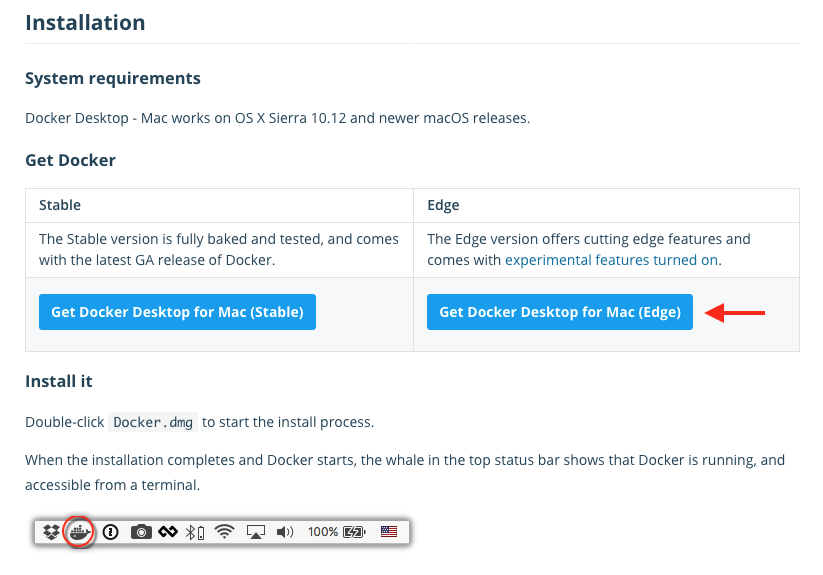 Installation
System requirements
Docker Desktop - Mac works on OS X Sierra 10.12 and newer macOS releases.
Get Docker
Stable
Edge
The Stable version is fully baked and tested, and comes
with the latest GA release of Docker.
The Edge version offers cutting edge features and
comes with experimental features turned on.
Get Docker Desktop for Mac (Stable)
Get Docker Desktop for Mac (Edge)
Install it
Double-click Docker.dmg to start the install process.
When the installation completes and Docker starts, the whale in the top status bar shows that Docker is running, and
accessible from a terminal.
100%